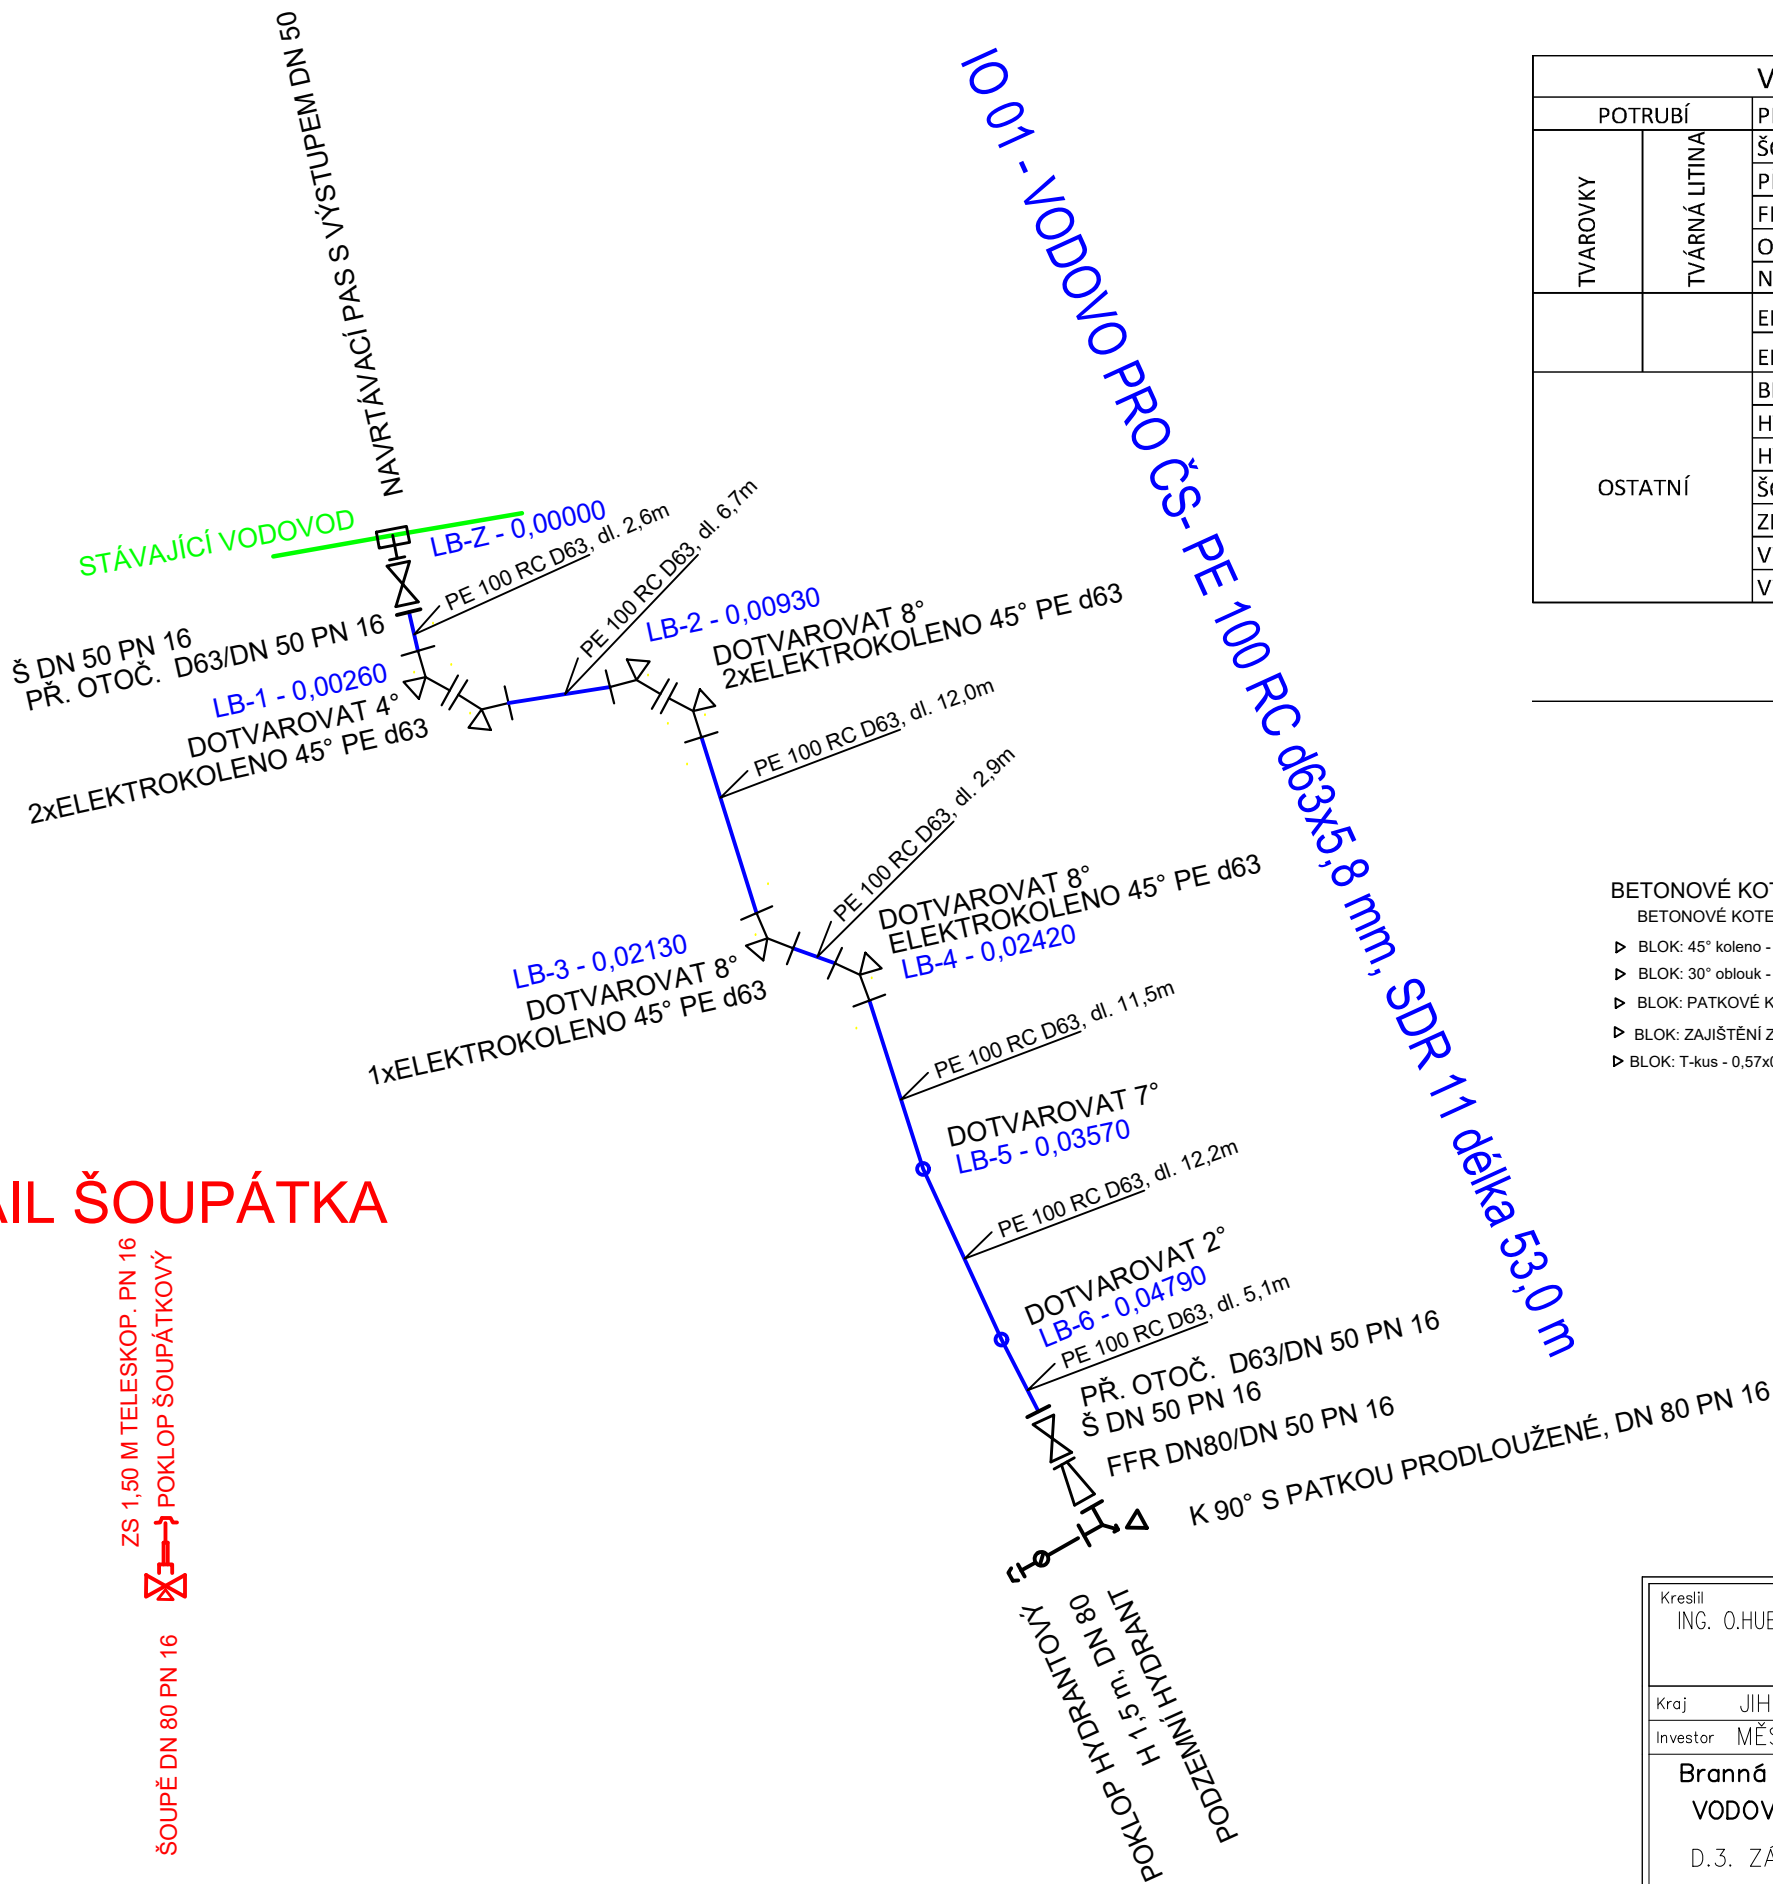 NAVRTÁVACÍ PAS S VÝSTUPEM DN 50
IO 01 - VODOVO PRO ČS- PE 100 RC d63x5,8 mm, SDR 11 délka 53,0 m
STÁVAJÍCÍ VODOVOD
LB-Z - 0,00000
PE 100 RC D63, dl. 2,6m
PE 100 RC D63, dl. 6,7m
Š DN 50 PN 16
PŘ. OTOČ. D63/DN 50 PN 16
LB-1 - 0,00260
DOTVAROVAT 4°
2xELEKTROKOLENO 45° PE d63
LB-2 - 0,00930
DOTVAROVAT 8°
2xELEKTROKOLENO 45° PE d63
PE 100 RC D63, dl. 12,0m
PE 100 RC D63, dl. 2,9m
LB-3 - 0,02130
DOTVAROVAT 8°
1xELEKTROKOLENO 45° PE d63
DOTVAROVAT 8°
ELEKTROKOLENO 45° PE d63
LB-4 - 0,02420
PE 100 RC D63, dl. 11,5m
DOTVAROVAT 7°
LB-5 - 0,03570
PE 100 RC D63, dl. 12,2m
DOTVAROVAT 2°
LB-6 - 0,04790
PE 100 RC D63, dl. 5,1m
PŘ. OTOČ. D63/DN 50 PN 16
Š DN 50 PN 16
FFR DN80/DN 50 PN 16
K 90° S PATKOU PRODLOUŽENÉ, DN 80 PN 16
POKLOP HYDRANTOVÝ
H 1,5 m, DN 80
PODZEMNÍ HYDRANT
AIL ŠOUPÁTKA
ZS 1,50 M TELESKOP. PN 16
POKLOP ŠOUPÁTKOVÝ
ŠOUPĚ DN 80 PN 16
V
POTRUBÍ
TVAROVKY
TVÁRNÁ LITINA
OSTATNÍ
BETONOVÉ KOT
BETONOVÉ KOTE
BLOK: 45° koleno -
BLOK: 30° oblouk -
BLOK: PATKOVÉ K
BLOK: ZAJIŠTĚNÍ Z
BLOK: T-kus - 0,57x0
Kreslil
ING. O.HUB
Kraj JIH
Investor MĚS
Branná
VODOV
D.3. ZÁ